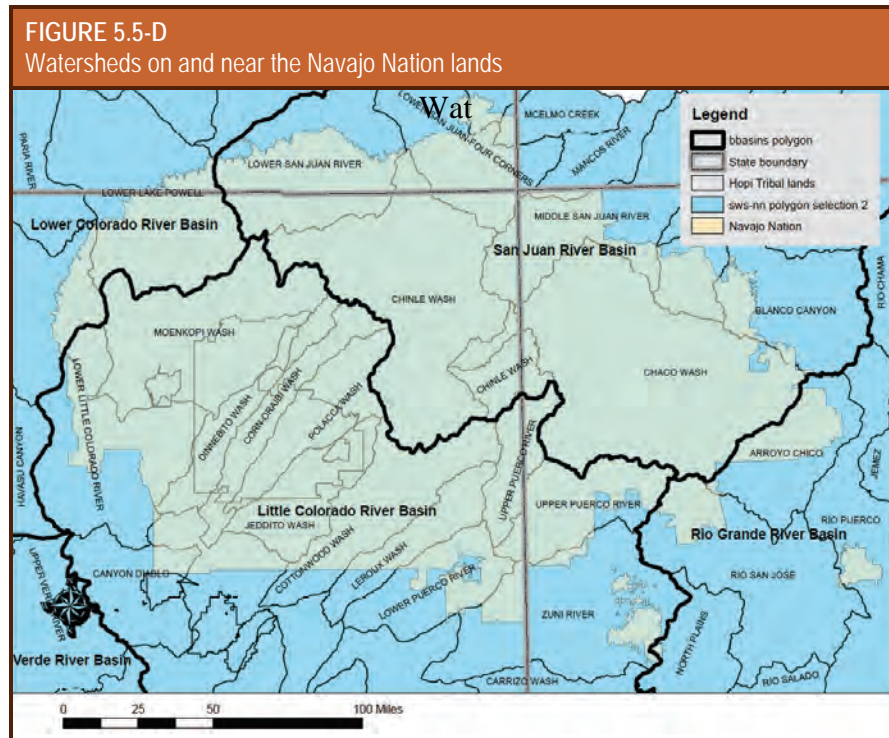 FIGURE 5.5-D
Watersheds on and near the Navajo Nation lands
Wat
Legend
bbasins polygon
State boundary
Hopi Tribal lands
sws-nn polygon selection 2
Navajo Nation
PARIA RIVER
LOWER SAN JUAN-FOUR CORNERS
MCELMO CREEK
MANCOS RIVER
LOWER SAN JUAN RIVER
LOWER LAKE POWELL
Lower Colorado River Basin
MIDDLE SAN JUAN RIVER
San Juan River Basin
RIO CHAMA
BLANCO CANYON
CHINLE WASH
MOENKOPI WASH
CHINLE WASH
CHACO WASH
LOWER LITTLE COLORADO RIVER
DINNEBITO WASH
CORN-ORAIBI WASH
POLACCA WASH
HAVASU CANYON
ARROYO CHICO
JEMEZ
UPPER PUERCO RIVER
UPPER PUERCO RIVER
Little Colorado River Basin
JEDDITO WASH
RIO PUERCO
Rio Grande River Basin
COTTONWOOD WASH
LEROUX WASH
LOWER PUERCO RIVER
CANYON DIABLO
RIO SAN JOSE
UPPER VERDE RIVER
ZUNI RIVER
NORTH PLAINS
Verde River Basin
CARRIZO WASH
RIO SALADO
0 25 50 100 Miles